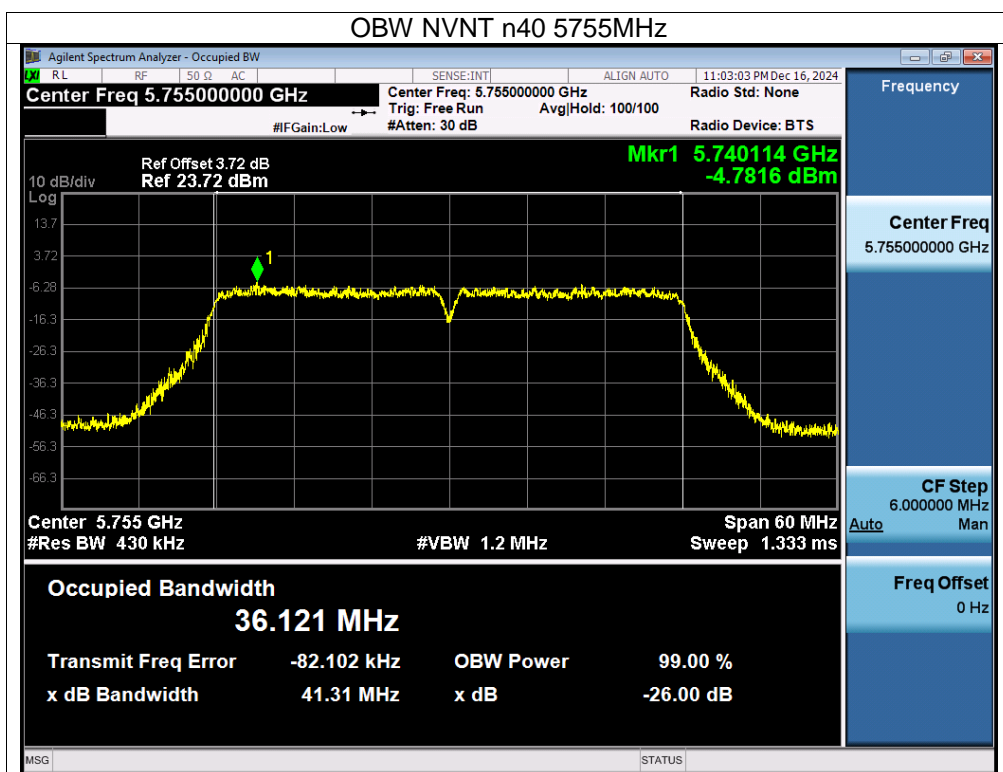 OBW NVNT n40 5755MHz
Agilent Spectrum Analyzer - Occupied BW
LXI RL RF 50 Ω AC SENSE:INT ALIGN AUTO 11:03:03 PM Dec 16, 2024
Center Freq 5.755000000 GHz
Center Freq: 5.755000000 GHz
Radio Std: None
Trig: Free Run Avg|Hold: 100/100
#IFGain:Low #Atten: 30 dB Radio Device: BTS
Mkr1 5.740114 GHz
-4.7816 dBm
Ref Offset 3.72 dB
10 dB/div Ref 23.72 dBm
Log
13.7
3.72
-6.28
-16.3
-26.3
-36.3
-46.3
-56.3
-66.3
1
Center 5.755 GHz Span 60 MHz
#Res BW 430 kHz #VBW 1.2 MHz Sweep 1.333 ms
Occupied Bandwidth
36.121 MHz
Transmit Freq Error -82.102 kHz OBW Power 99.00 %
x dB Bandwidth 41.31 MHz x dB -26.00 dB
Frequency
Center Freq
5.755000000 GHz
CF Step
6.000000 MHz
Auto Man
Freq Offset
0 Hz
MSG STATUS